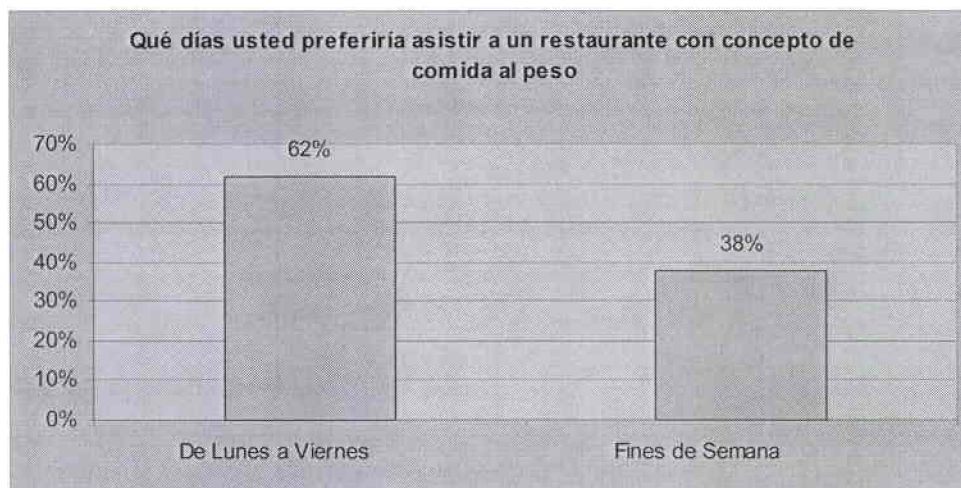 Qué días usted preferiría asistir a un restaurante con concepto de
comida al peso
70%
62%
60%
50%
38%
40%
30%
20%
10%
0%
De Lunes a Viernes
Fines de Semana